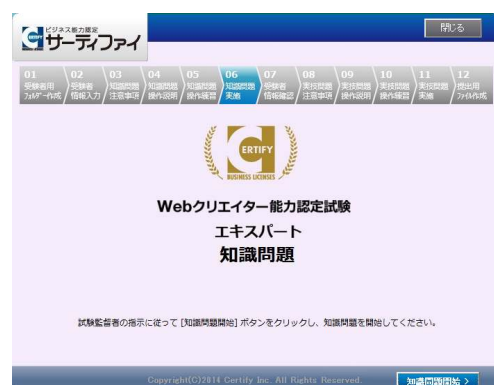 ビジネス能力認定
サーティファイ
閉じる
01 02 03 04 05 06 07 08 09 10 11 12
受験者用 受験者 知識問題 知識問題 知識問題 知識問題 受験者 実技問題 実技問題 実技問題 実技問題 提出用
フォルダー作成 情報入力 注意事項 操作説明 操作練習 実施 情報確認 注意事項 操作説明 操作練習 実施 ファイル作成
CERTIFY
BUSINESS LICENSES
Webクリエイター能力認定試験
エキスパート
知識問題
試験監督者の指示に従って [知識問題開始] ボタンをクリックし、知識問題を開始してください。
Copyright(C)2014 Certify Inc. All Rights Reserved.
知識問題開始 >